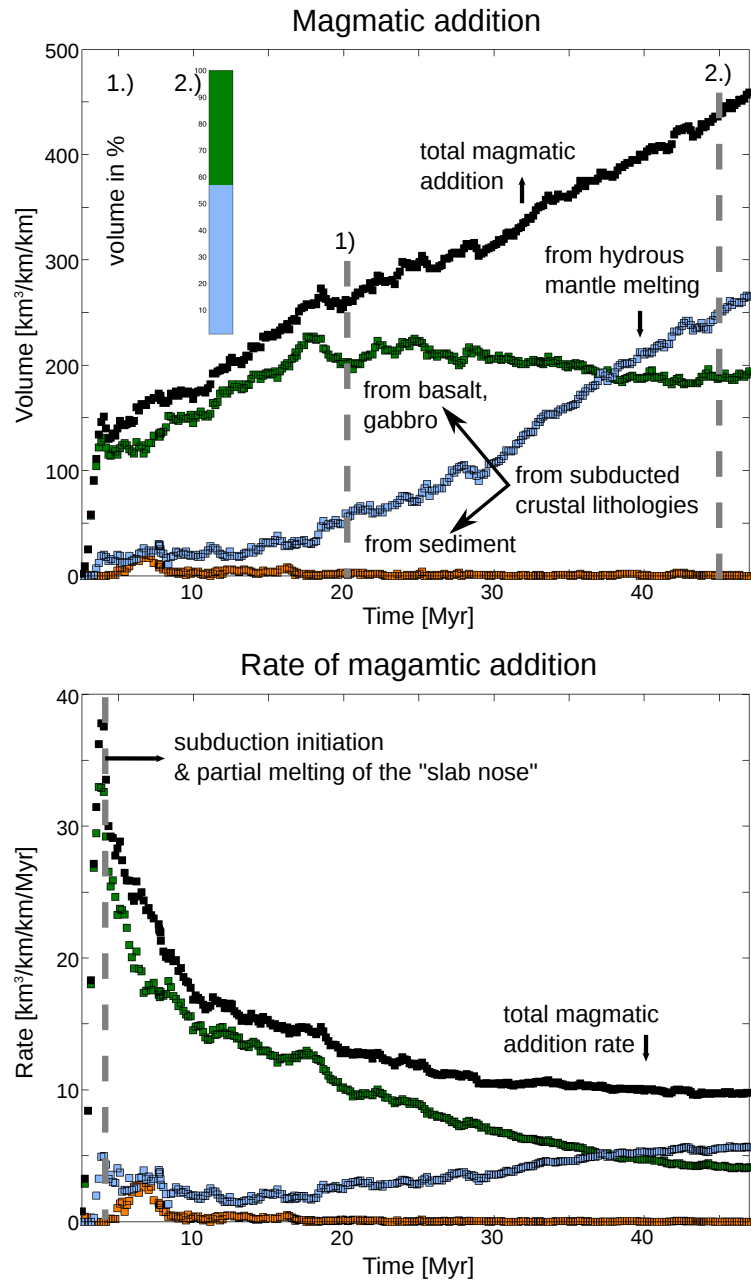 Magmatic addition
500
400
300
200
100
0
Volume [km³/km/km]
1.)
2.)
volume in %
100
90
80
70
60
50
40
30
20
10
2.)
total magmatic
addition
1)
from hydrous
mantle melting
from basalt,
gabbro
from subducted
crustal lithologies
from sediment
10
20
30
40
47
Time [Myr]
Rate of magamtic addition
40
30
20
10
0
Rate [km³/km/km/Myr]
subduction initiation
& partial melting of the "slab nose"
total magmatic
addition rate
10
20
30
40
47
Time [Myr]